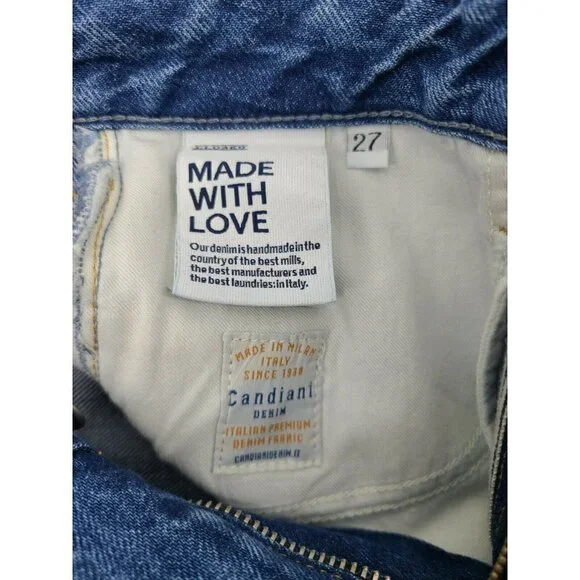 27
MADE
WITH
LOVE
Our denim is handmade in the
country of the best mills,
the best manufacturers and
the best laundries: in Italy.
MADE IN MILAN
ITALY
SINCE 1938
Candiani
DENIM
ITALIAN PREMIUM
DENIM FABRIC
CANDIANIDENIM.IT